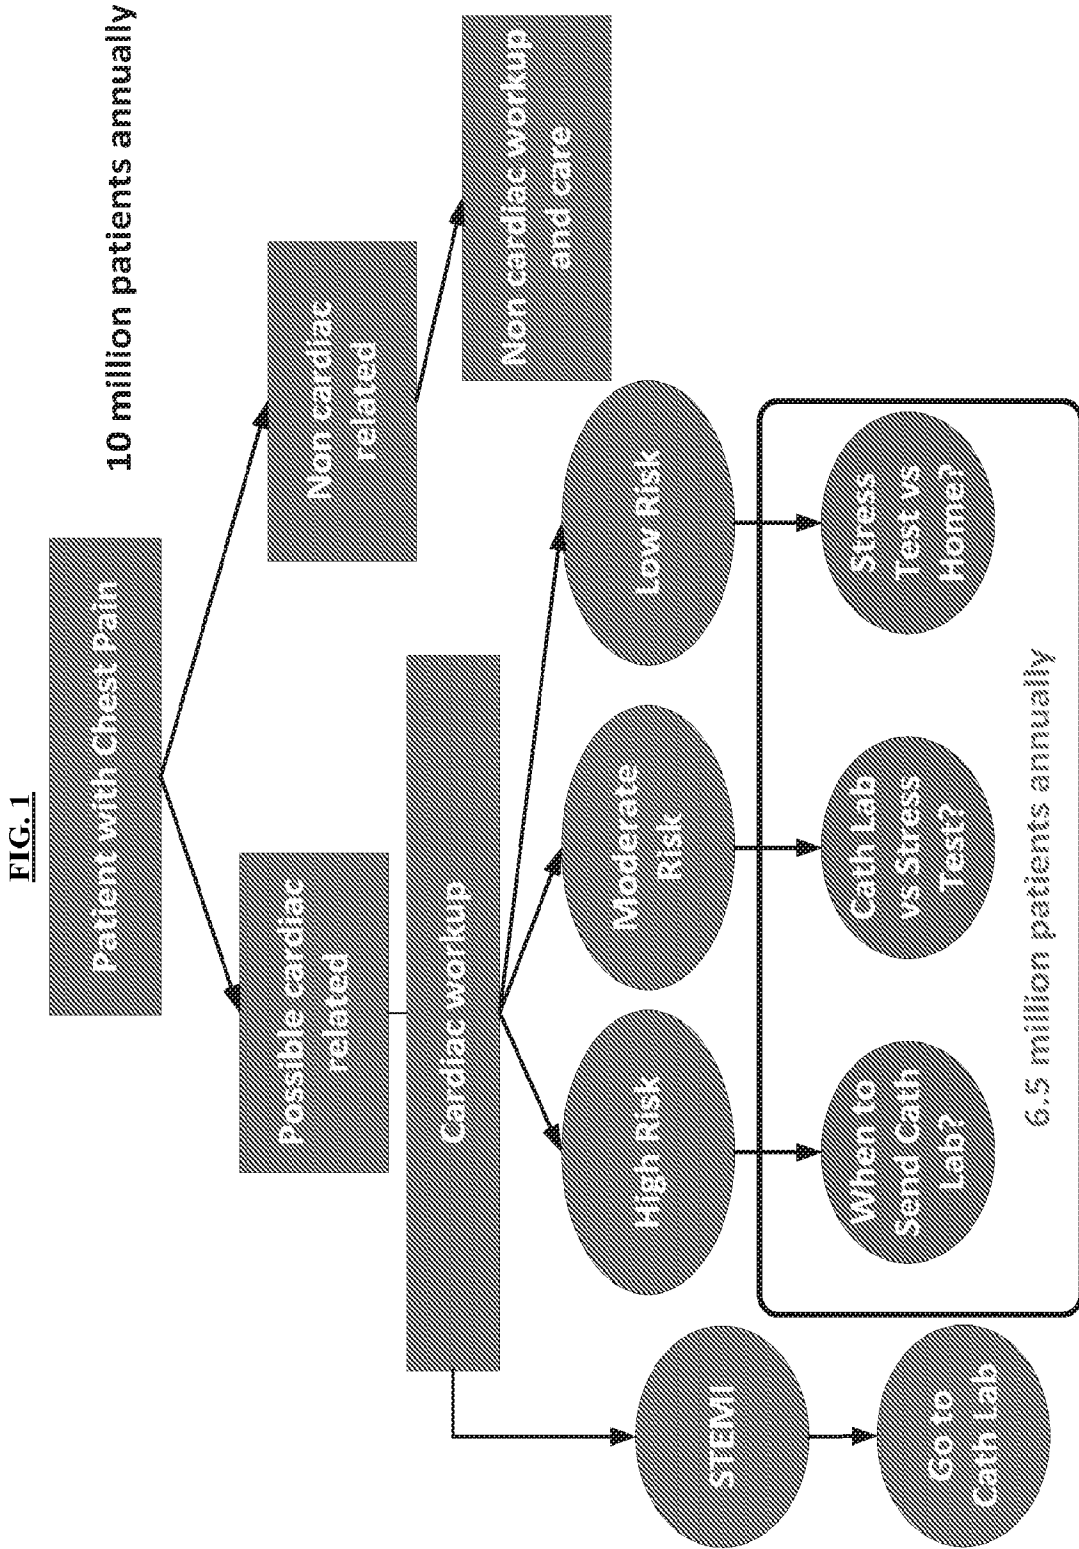 FIG. 1
10 million patients annually
Patient with Chest Pain
Possible cardiac
related
Non cardiac
related
Cardiac workup
Non cardiac workup
and care
STEMI
High Risk
Moderate
Risk
Low Risk
Go to
Cath Lab
When to
Send Cath
Lab?
Cath Lab
vs Stress
Test?
Stress
Test vs
Home?
6.5 million patients annually